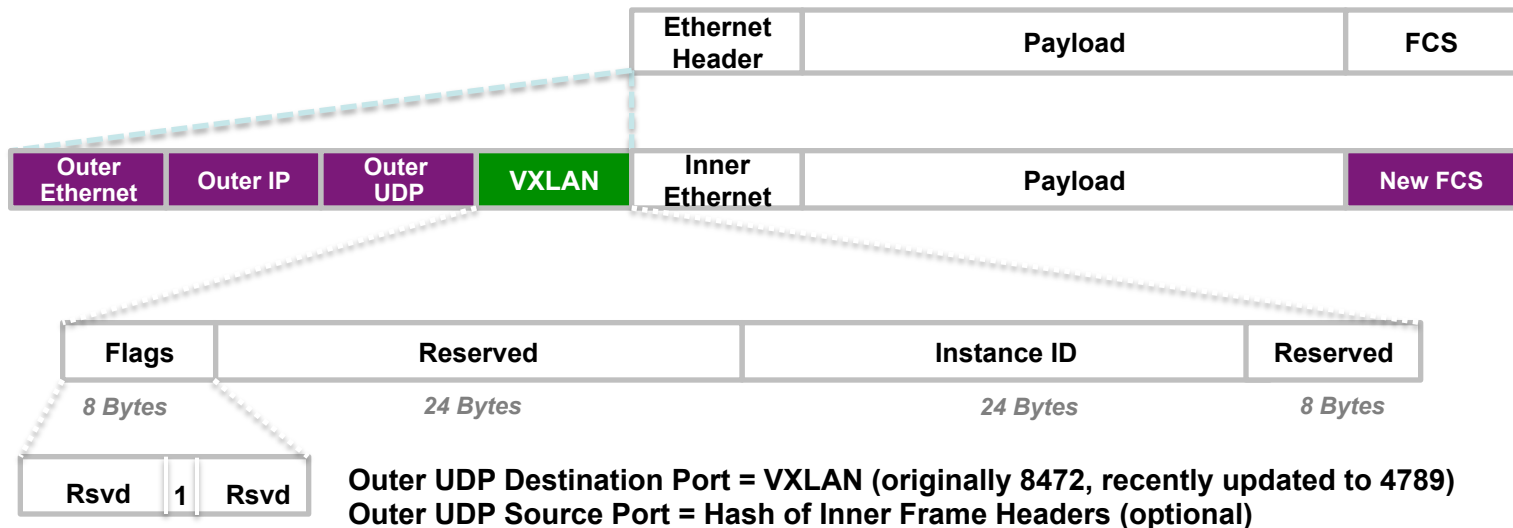 Ethernet
Header
Payload
FCS
Outer
Ethernet
Outer IP
Outer
UDP
VXLAN
Inner
Ethernet
Payload
New FCS
Flags
Reserved
Instance ID
Reserved
8 Bytes
24 Bytes
24 Bytes
8 Bytes
Rsvd
1
Rsvd
Outer UDP Destination Port = VXLAN (originally 8472, recently updated to 4789)
Outer UDP Source Port = Hash of Inner Frame Headers (optional)